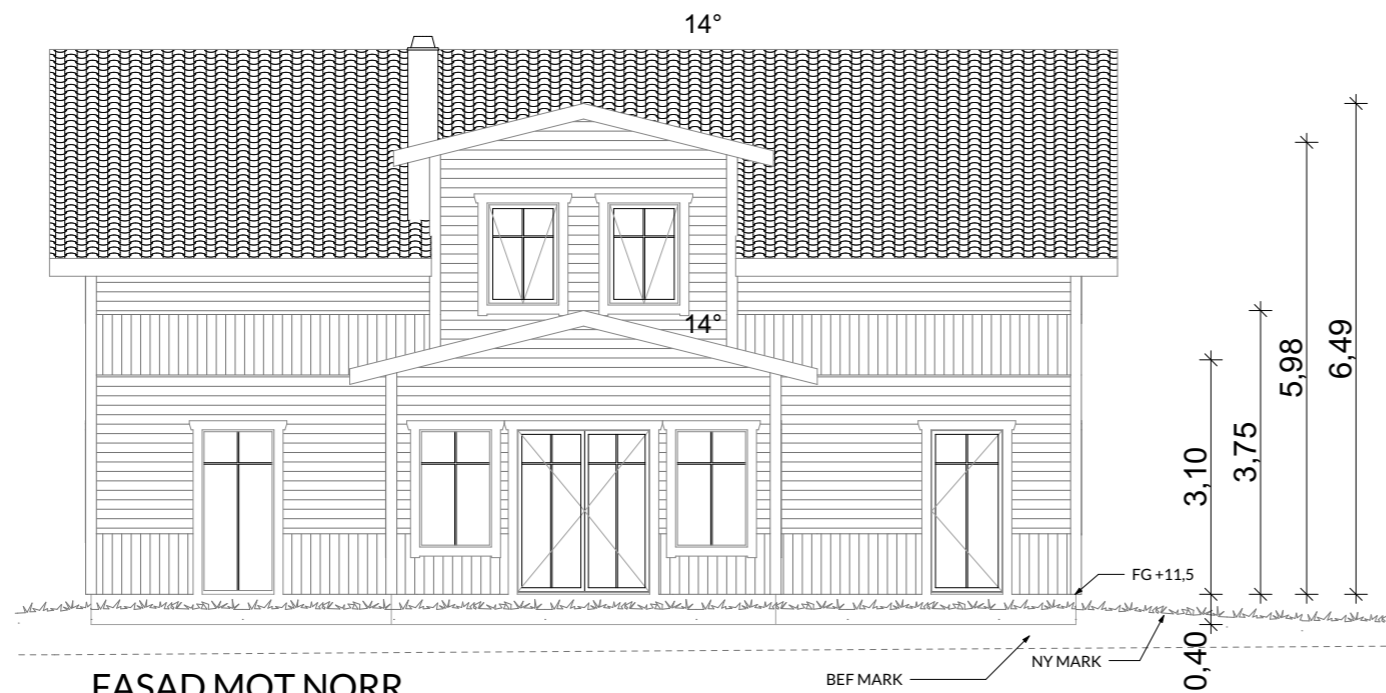 14°
14°
6,49
5,98
3,75
3,10
FG +11,5
0,40
NY MARK
BEF MARK
FASAD MOT NORR